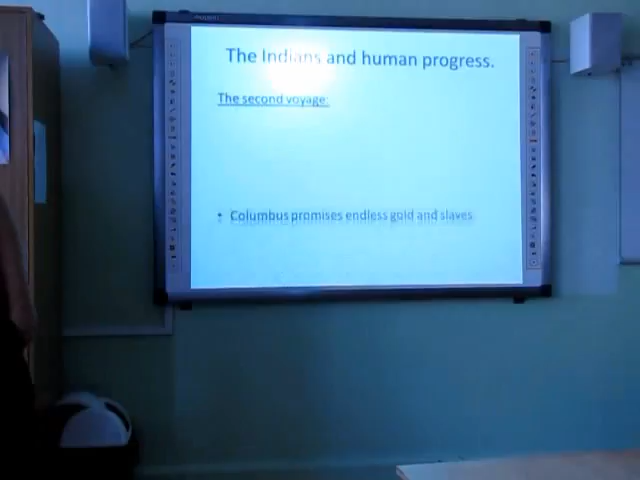 The Indians and human progress.
The second voyage:
• Columbus promises endless gold and slaves